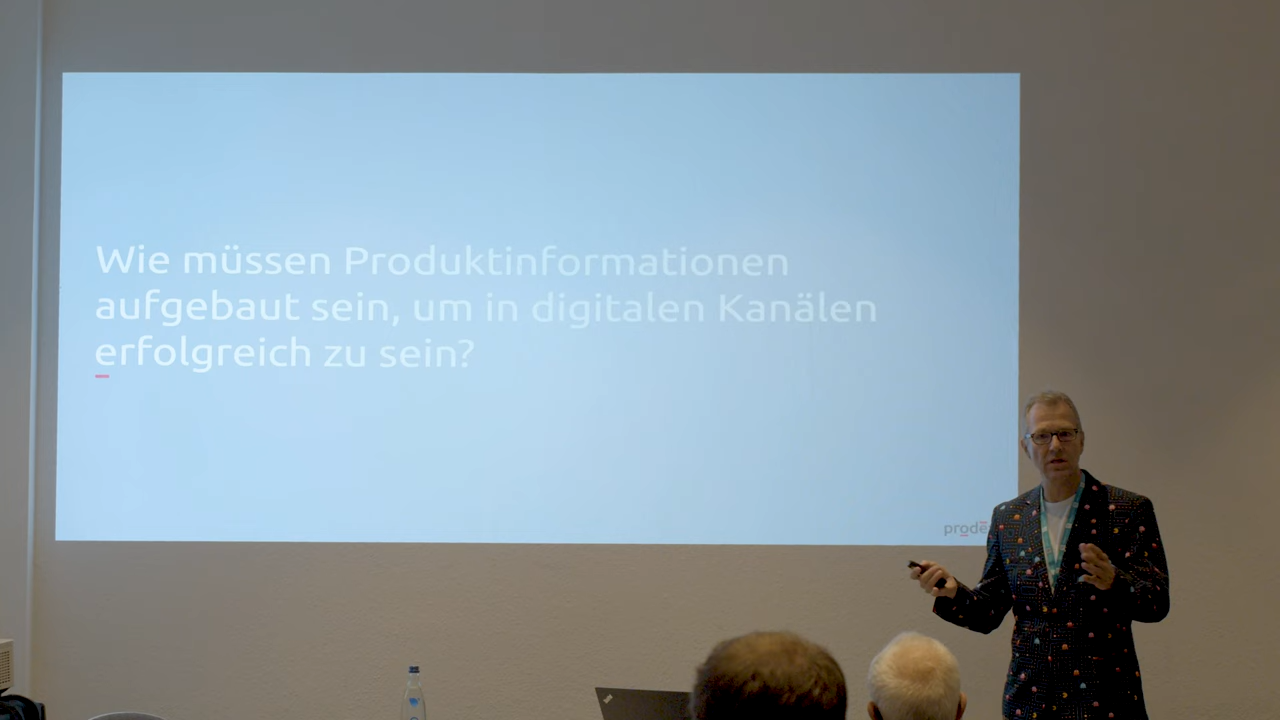 Wie müssen Produktinformationen
aufgebaut sein, um in digitalen Kanälen
erfolgreich zu sein?